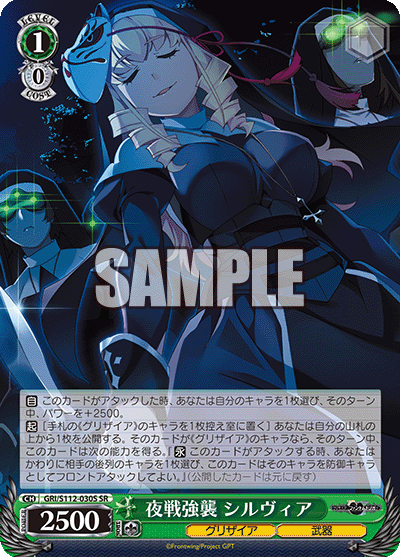 LEVEL
1
0
COST
SAMPLE
自 このカードがアタックした時、あなたは自分のキャラを1枚選び、そのターン
中、パワーを＋2500。
起 ［手札の《グリザイア》のキャラを1枚控え室に置く］ あなたは自分の山札
の上から1枚を公開する。そのカードが《グリザイア》のキャラなら、そのターン
中、このカードは次の能力を得る。『永 このカードがアタックする時、あなたは
かわりに相手の後列のキャラを1枚選び、このカードはそのキャラを防御キャラ
としてフロントアタックしてよい。』（公開したカードは元に戻す）
CH GRI/S112-030S SR
POWER
2500
夜戦強襲 シルヴィア
グリザイア
武器
©Frontwing/Project GPT